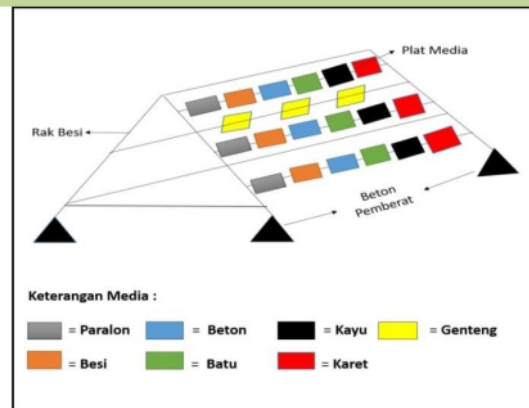 Plat Media
Rak Besi
Beton
Pemberat
Keterangan Media :
= Paralon = Beton = Kayu = Genteng
= Besi = Batu = Karet